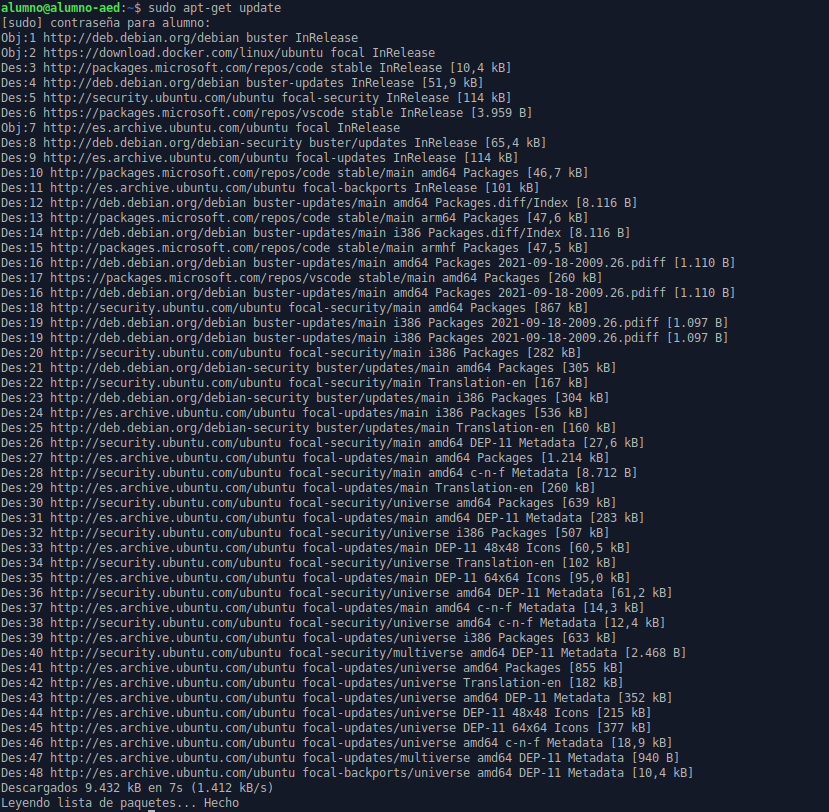 alumno@alumno-aed:~$ sudo apt-get update
[sudo] contraseña para alumno:
Obj:1 http://deb.debian.org/debian buster InRelease
Obj:2 https://download.docker.com/linux/ubuntu focal InRelease
Des:3 http://packages.microsoft.com/repos/code stable InRelease [10,4 kB]
Des:4 http://deb.debian.org/debian buster-updates InRelease [51,9 kB]
Des:5 http://security.ubuntu.com/ubuntu focal-security InRelease [114 kB]
Des:6 https://packages.microsoft.com/repos/vscode stable InRelease [3.959 B]
Obj:7 http://es.archive.ubuntu.com/ubuntu focal InRelease
Des:8 http://deb.debian.org/debian-security buster/updates InRelease [65,4 kB]
Des:9 http://es.archive.ubuntu.com/ubuntu focal-updates InRelease [114 kB]
Des:10 http://packages.microsoft.com/repos/code stable/main amd64 Packages [46,7 kB]
Des:11 http://es.archive.ubuntu.com/ubuntu focal-backports InRelease [101 kB]
Des:12 http://deb.debian.org/debian buster-updates/main amd64 Packages.diff/Index [8.116 B]
Des:13 http://packages.microsoft.com/repos/code stable/main arm64 Packages [47,6 kB]
Des:14 http://deb.debian.org/debian buster-updates/main i386 Packages.diff/Index [8.116 B]
Des:15 http://packages.microsoft.com/repos/code stable/main armhf Packages [47,5 kB]
Des:16 http://deb.debian.org/debian buster-updates/main amd64 Packages 2021-09-18-2009.26.pdiff [1.110 B]
Des:17 https://packages.microsoft.com/repos/vscode stable/main amd64 Packages [260 kB]
Des:16 http://deb.debian.org/debian buster-updates/main amd64 Packages 2021-09-18-2009.26.pdiff [1.110 B]
Des:18 http://security.ubuntu.com/ubuntu focal-security/main amd64 Packages [867 kB]
Des:19 http://deb.debian.org/debian buster-updates/main i386 Packages 2021-09-18-2009.26.pdiff [1.097 B]
Des:19 http://deb.debian.org/debian buster-updates/main i386 Packages 2021-09-18-2009.26.pdiff [1.097 B]
Des:20 http://security.ubuntu.com/ubuntu focal-security/main i386 Packages [282 kB]
Des:21 http://deb.debian.org/debian-security buster/updates/main amd64 Packages [305 kB]
Des:22 http://security.ubuntu.com/ubuntu focal-security/main Translation-en [167 kB]
Des:23 http://deb.debian.org/debian-security buster/updates/main i386 Packages [304 kB]
Des:24 http://es.archive.ubuntu.com/ubuntu focal-updates/main i386 Packages [536 kB]
Des:25 http://deb.debian.org/debian-security buster/updates/main Translation-en [160 kB]
Des:26 http://security.ubuntu.com/ubuntu focal-security/main amd64 DEP-11 Metadata [27,6 kB]
Des:27 http://es.archive.ubuntu.com/ubuntu focal-updates/main amd64 Packages [1.214 kB]
Des:28 http://security.ubuntu.com/ubuntu focal-security/main amd64 c-n-f Metadata [8.712 B]
Des:29 http://es.archive.ubuntu.com/ubuntu focal-updates/main Translation-en [260 kB]
Des:30 http://security.ubuntu.com/ubuntu focal-security/universe amd64 Packages [639 kB]
Des:31 http://es.archive.ubuntu.com/ubuntu focal-updates/main amd64 DEP-11 Metadata [283 kB]
Des:32 http://security.ubuntu.com/ubuntu focal-security/universe i386 Packages [507 kB]
Des:33 http://es.archive.ubuntu.com/ubuntu focal-updates/main DEP-11 48x48 Icons [60,5 kB]
Des:34 http://security.ubuntu.com/ubuntu focal-security/universe Translation-en [102 kB]
Des:35 http://es.archive.ubuntu.com/ubuntu focal-updates/main DEP-11 64x64 Icons [95,0 kB]
Des:36 http://security.ubuntu.com/ubuntu focal-security/universe amd64 DEP-11 Metadata [61,2 kB]
Des:37 http://es.archive.ubuntu.com/ubuntu focal-updates/main amd64 c-n-f Metadata [14,3 kB]
Des:38 http://security.ubuntu.com/ubuntu focal-security/universe amd64 c-n-f Metadata [12,4 kB]
Des:39 http://es.archive.ubuntu.com/ubuntu focal-updates/universe i386 Packages [633 kB]
Des:40 http://security.ubuntu.com/ubuntu focal-security/multiverse amd64 DEP-11 Metadata [2.468 B]
Des:41 http://es.archive.ubuntu.com/ubuntu focal-updates/universe amd64 Packages [855 kB]
Des:42 http://es.archive.ubuntu.com/ubuntu focal-updates/universe Translation-en [182 kB]
Des:43 http://es.archive.ubuntu.com/ubuntu focal-updates/universe amd64 DEP-11 Metadata [352 kB]
Des:44 http://es.archive.ubuntu.com/ubuntu focal-updates/universe DEP-11 48x48 Icons [215 kB]
Des:45 http://es.archive.ubuntu.com/ubuntu focal-updates/universe DEP-11 64x64 Icons [377 kB]
Des:46 http://es.archive.ubuntu.com/ubuntu focal-updates/universe amd64 c-n-f Metadata [18,9 kB]
Des:47 http://es.archive.ubuntu.com/ubuntu focal-updates/multiverse amd64 DEP-11 Metadata [940 B]
Des:48 http://es.archive.ubuntu.com/ubuntu focal-backports/universe amd64 DEP-11 Metadata [10,4 kB]
Descargados 9.432 kB en 7s (1.412 kB/s)
Leyendo lista de paquetes... Hecho